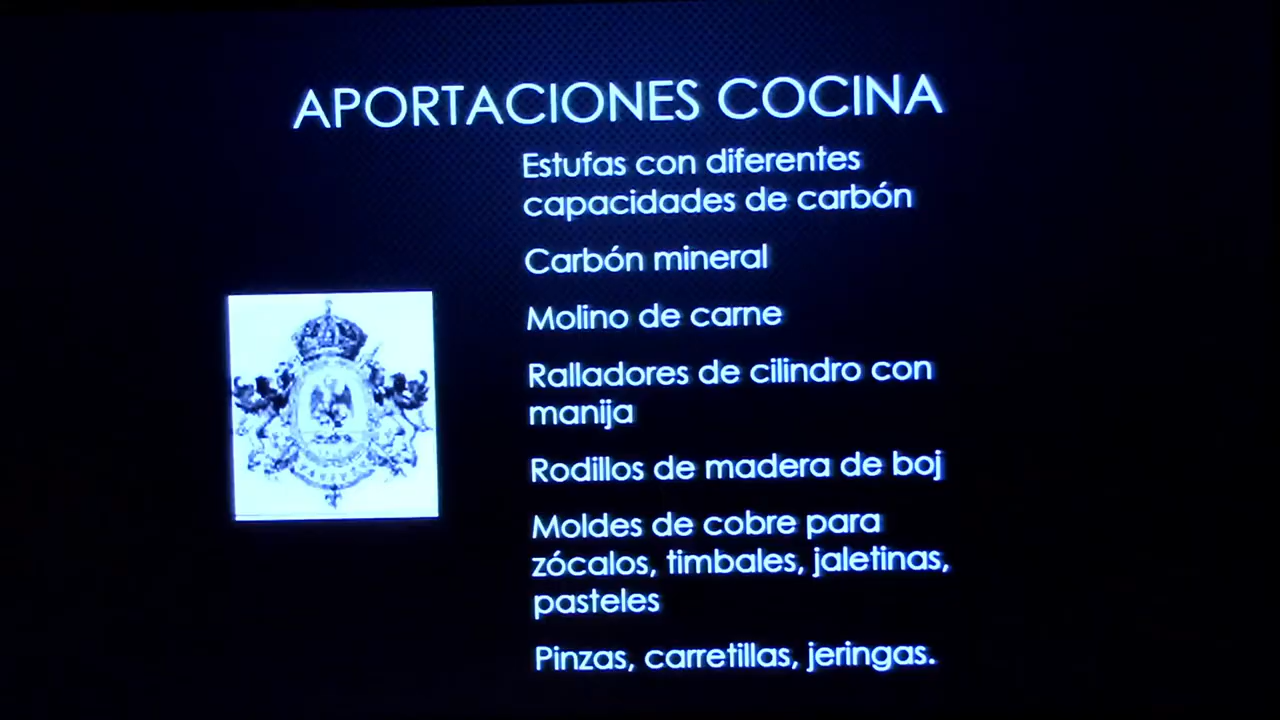 APORTACIONES COCINA
Estufas con diferentes
capacidades de carbón
Carbón mineral
Molino de carne
Ralladores de cilindro con
manija
Rodillos de madera de boj
Moldes de cobre para
zócalos, timbales, jaletinas,
pasteles
Pinzas, carretillas, jeringas.